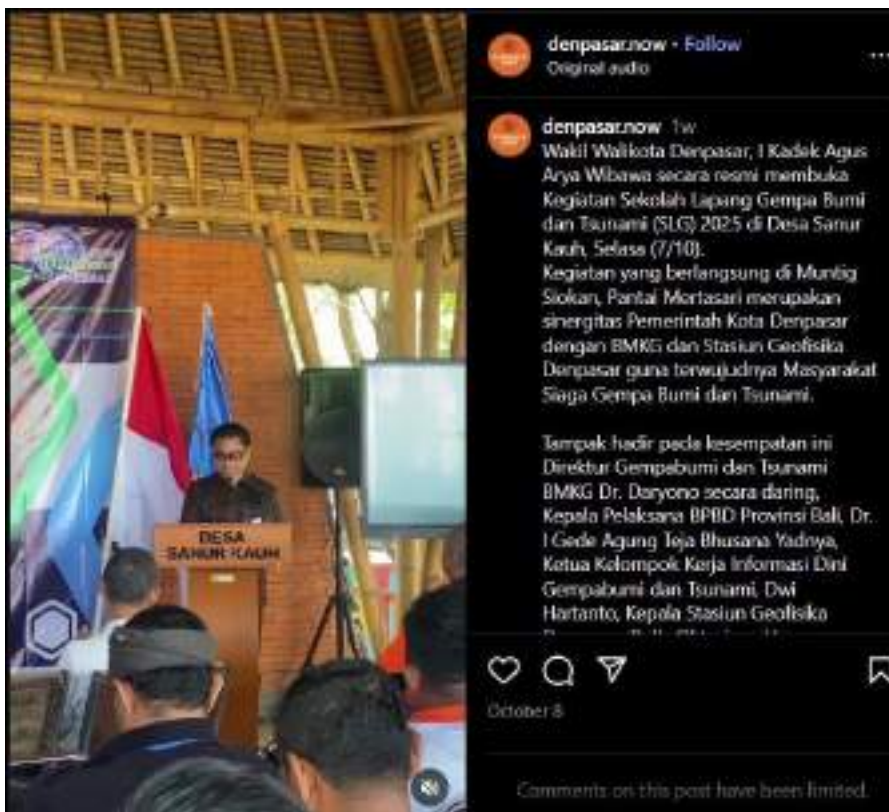 denpasar.now • Follow
Original audio
denpasar.now 1w
Wakil Walikota Denpasar, I Kadek Agus
Arya Wibawa secara resmi membuka
Kegiatan Sekolah Lapang Gempa Bumi
dan Tsunami (SLG) 2025 di Desa Sanur
Kauh, Selasa (7/10).
Kegiatan yang berlangsung di Muntig
Siokan, Pantai Mertasari merupakan
sinergitas Pemerintah Kota Denpasar
dengan BMKG dan Stasiun Geofisika
Denpasar guna terwujudnya Masyarakat
Siaga Gempa Bumi dan Tsunami.
Tampak hadir pada kesempatan ini
Direktur Gempabumi dan Tsunami
BMKG Dr. Daryono secara daring,
Kepala Pelaksana BPBD Provinsi Bali, Dr.
I Gede Agung Teja Bhusana Yadnya,
Ketua Kelompok Kerja Informasi Dini
Gempabumi dan Tsunami, Dwi
Hartanto, Kepala Stasiun Geofisika
October 8
Comments on this post have been limited.
DESA
SANUR KAUH